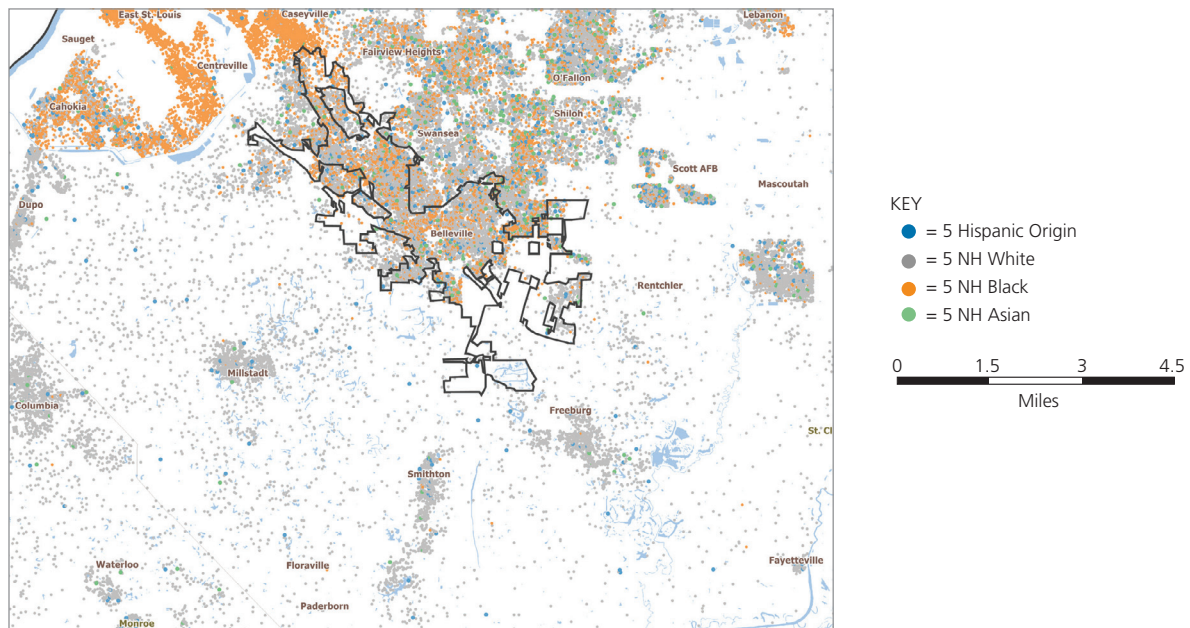 East St. Louis
Caseyville
Lebanon
Sauget
Fairview Heights
Centreville
O'Fallon
Cahokia
Shiloh
Swansea
Scott AFB
Mascoutah
Dupo
Belleville
Rentchler
Millstadt
Columbia
Freeburg
St. Cl
Smithton
Waterloo
Floraville
Fayetteville
Paderborn
Monroe
KEY
= 5 Hispanic Origin
= 5 NH White
= 5 NH Black
= 5 NH Asian
0 1.5 3 4.5
Miles